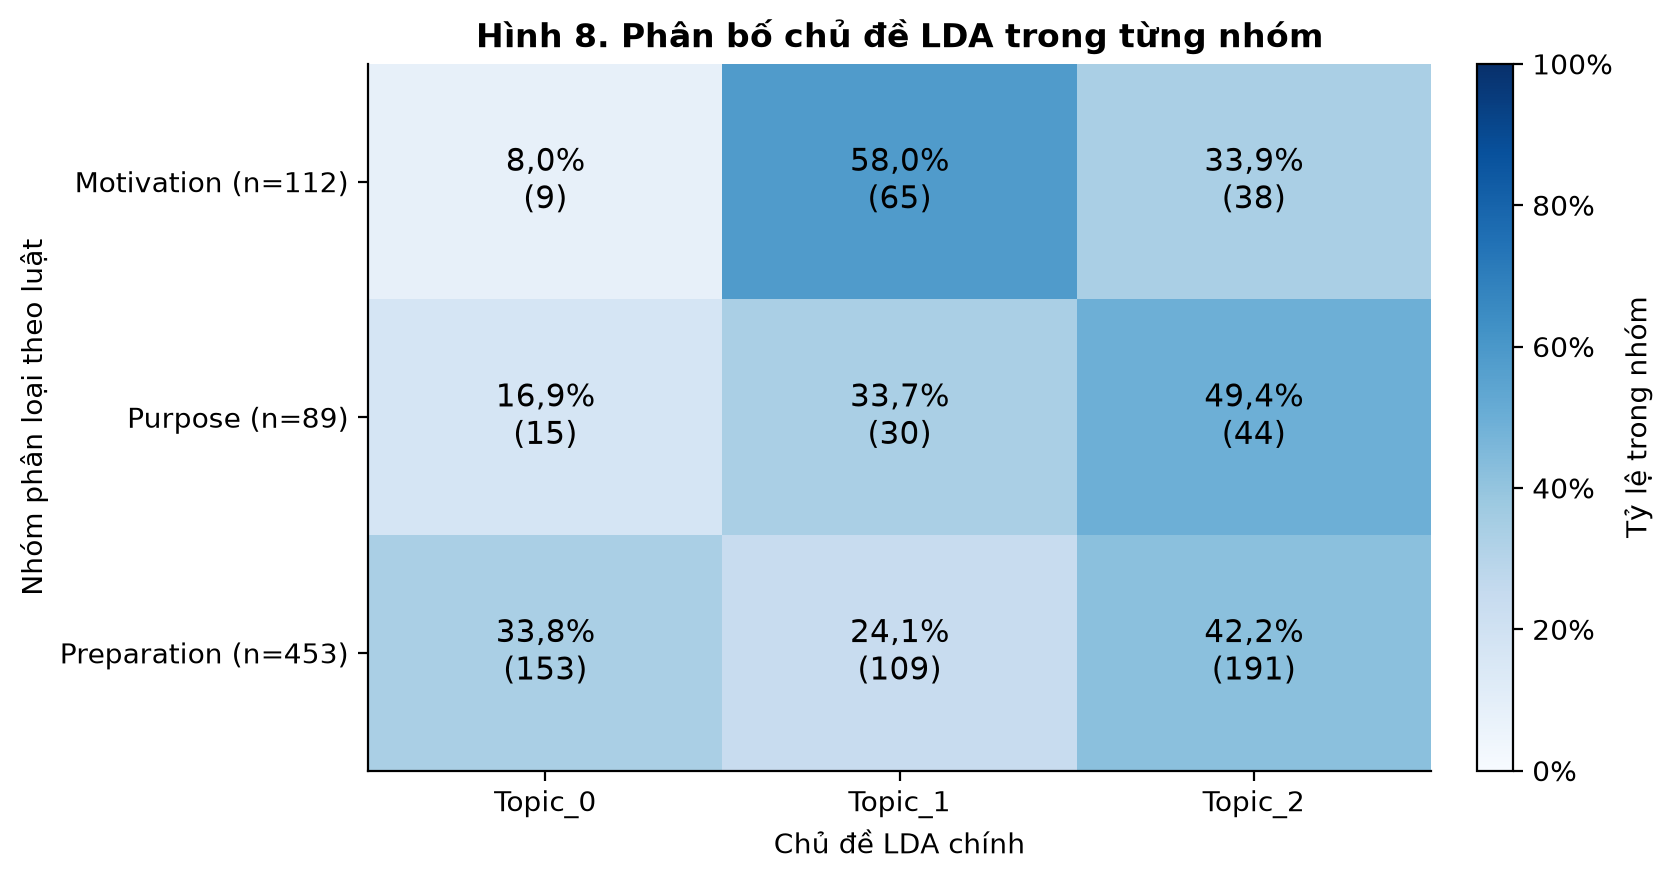 Hình 8. Phân bố chủ đề LDA trong từng nhóm
Nhóm phân loại theo luật
Motivation (n=112)
8,0%
(9)
58,0%
(65)
33,9%
(38)
Purpose (n=89)
16,9%
(15)
33,7%
(30)
49,4%
(44)
Preparation (n=453)
33,8%
(153)
24,1%
(109)
42,2%
(191)
Topic_0
Topic_1
Topic_2
Chủ đề LDA chính
100%
80%
60%
40%
20%
0%
Tỷ lệ trong nhóm